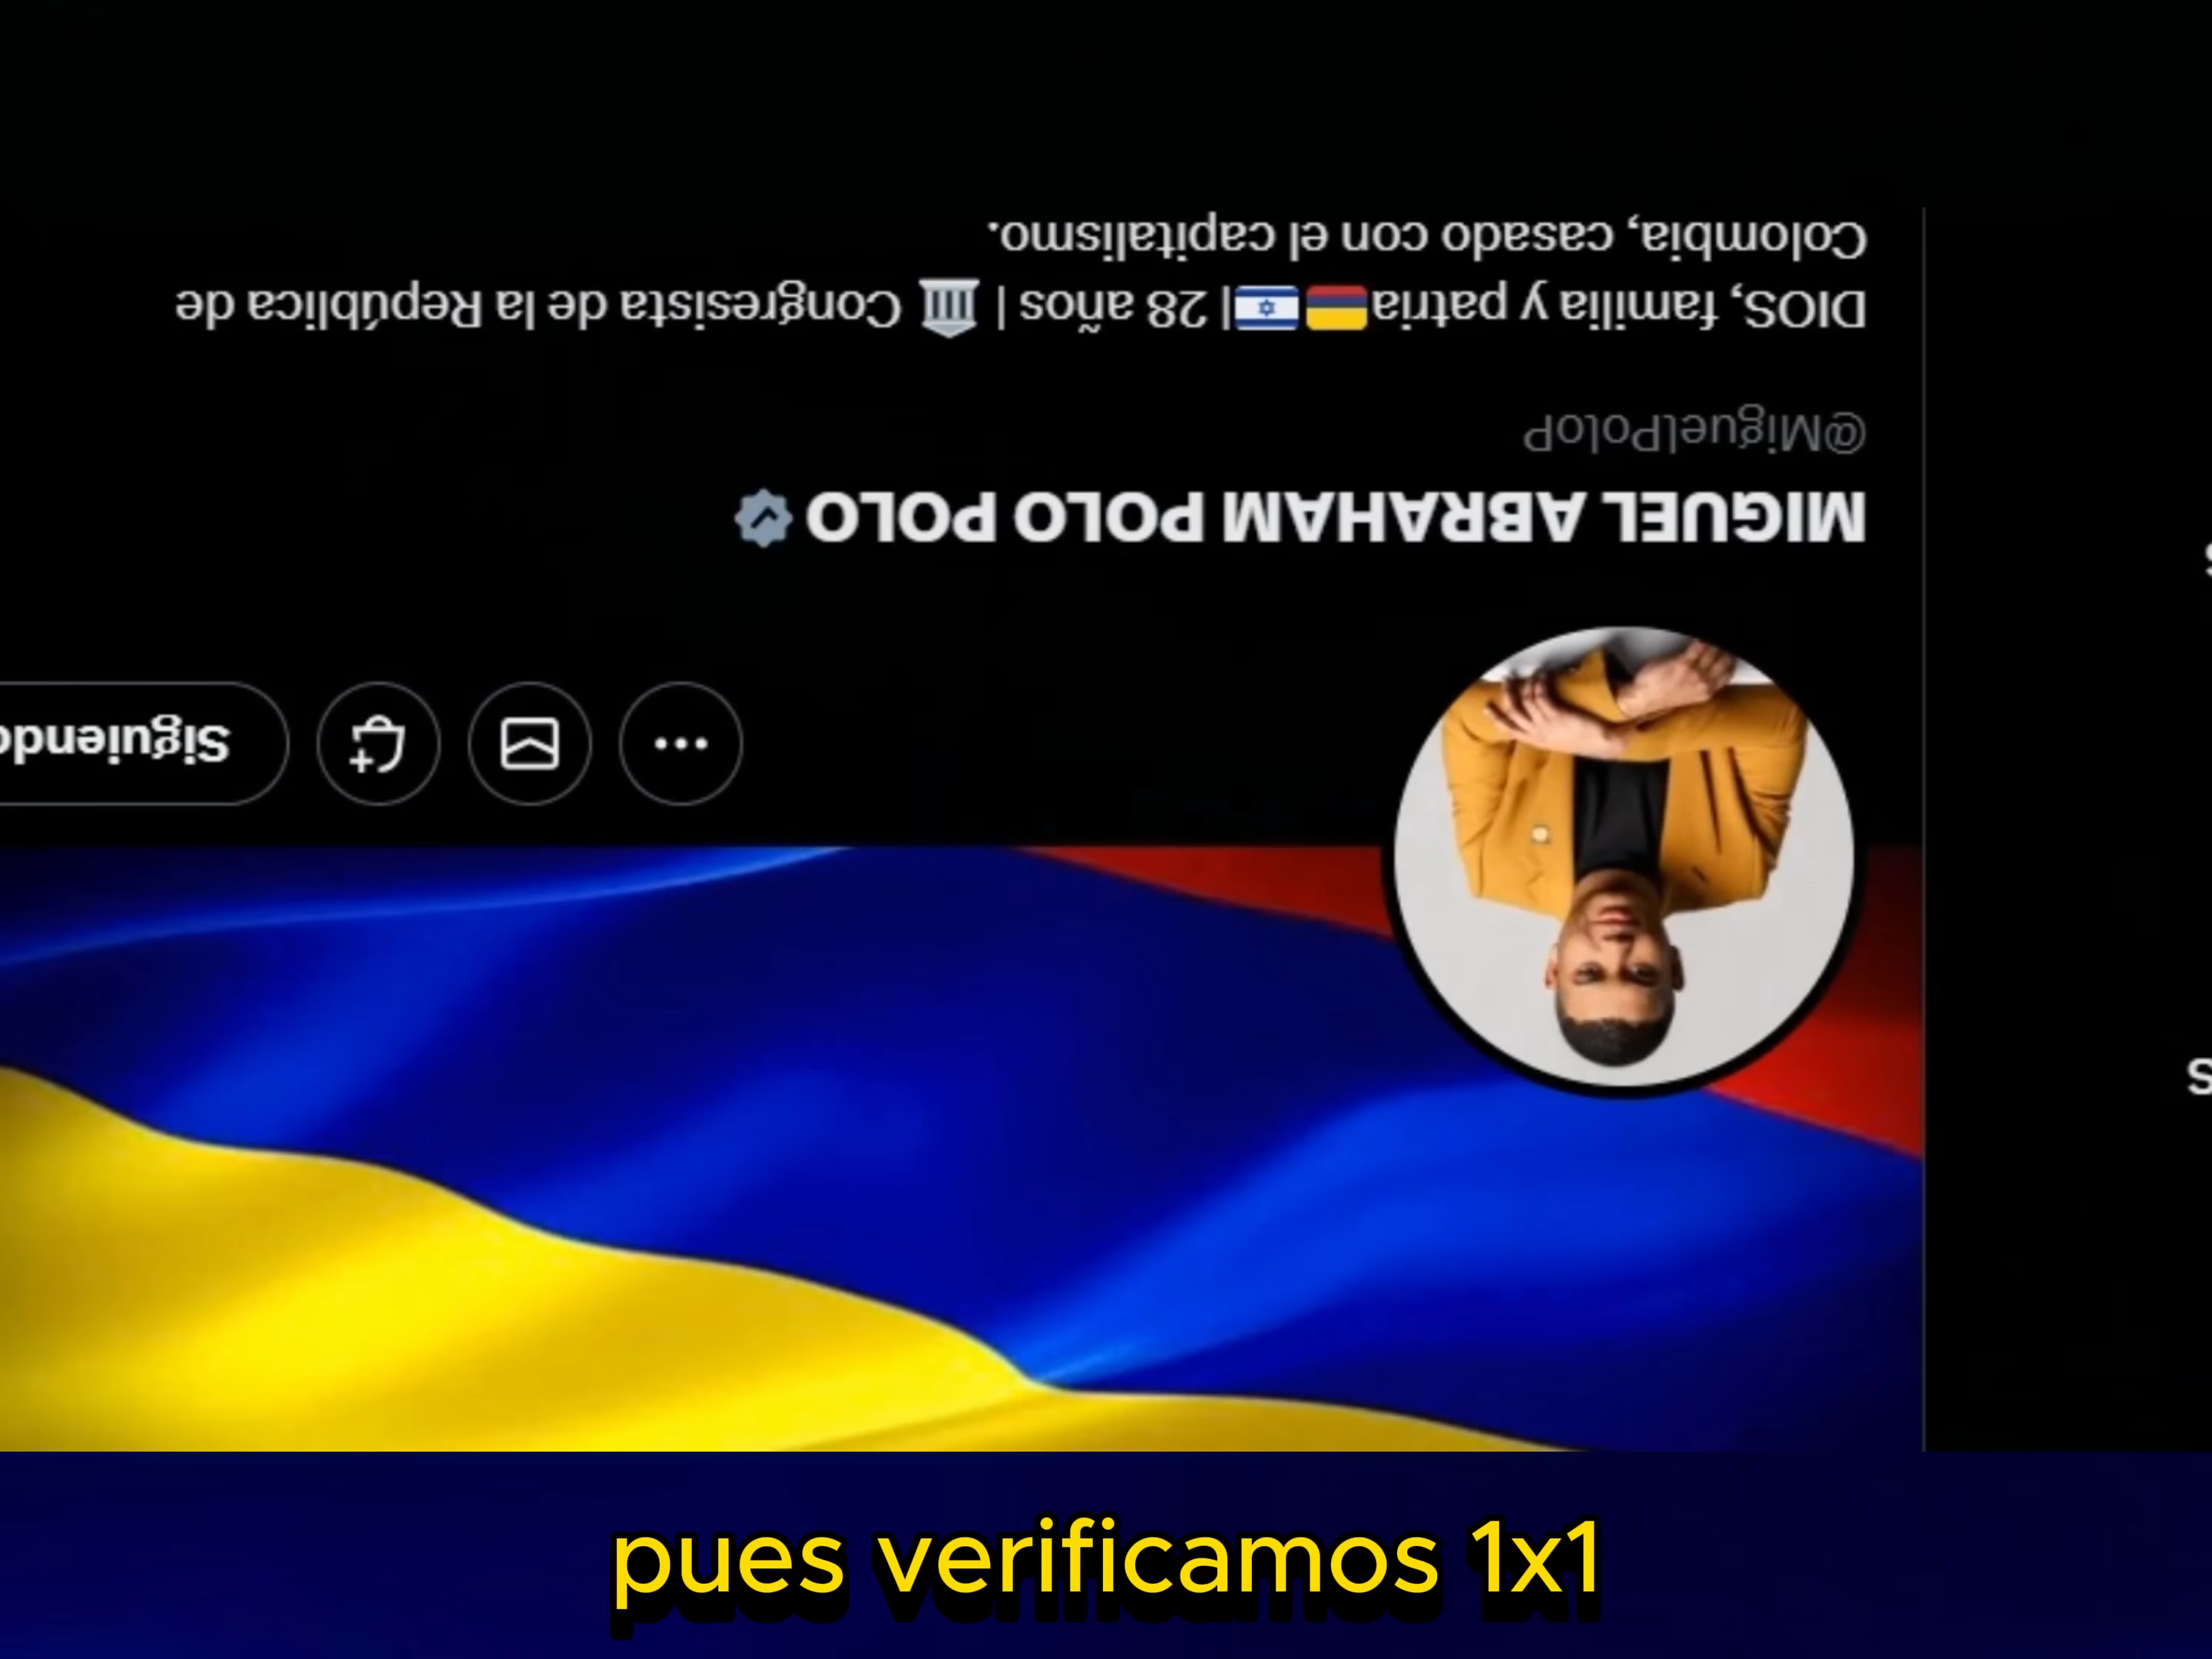 Siguiendo
MIGUEL ABRAHAM POLO POLO
@MiguelPoloP
DIOS, familia y patria | 28 años | Congresista de la República de
Colombia, casado con el capitalismo.
pues verificamos 1x1